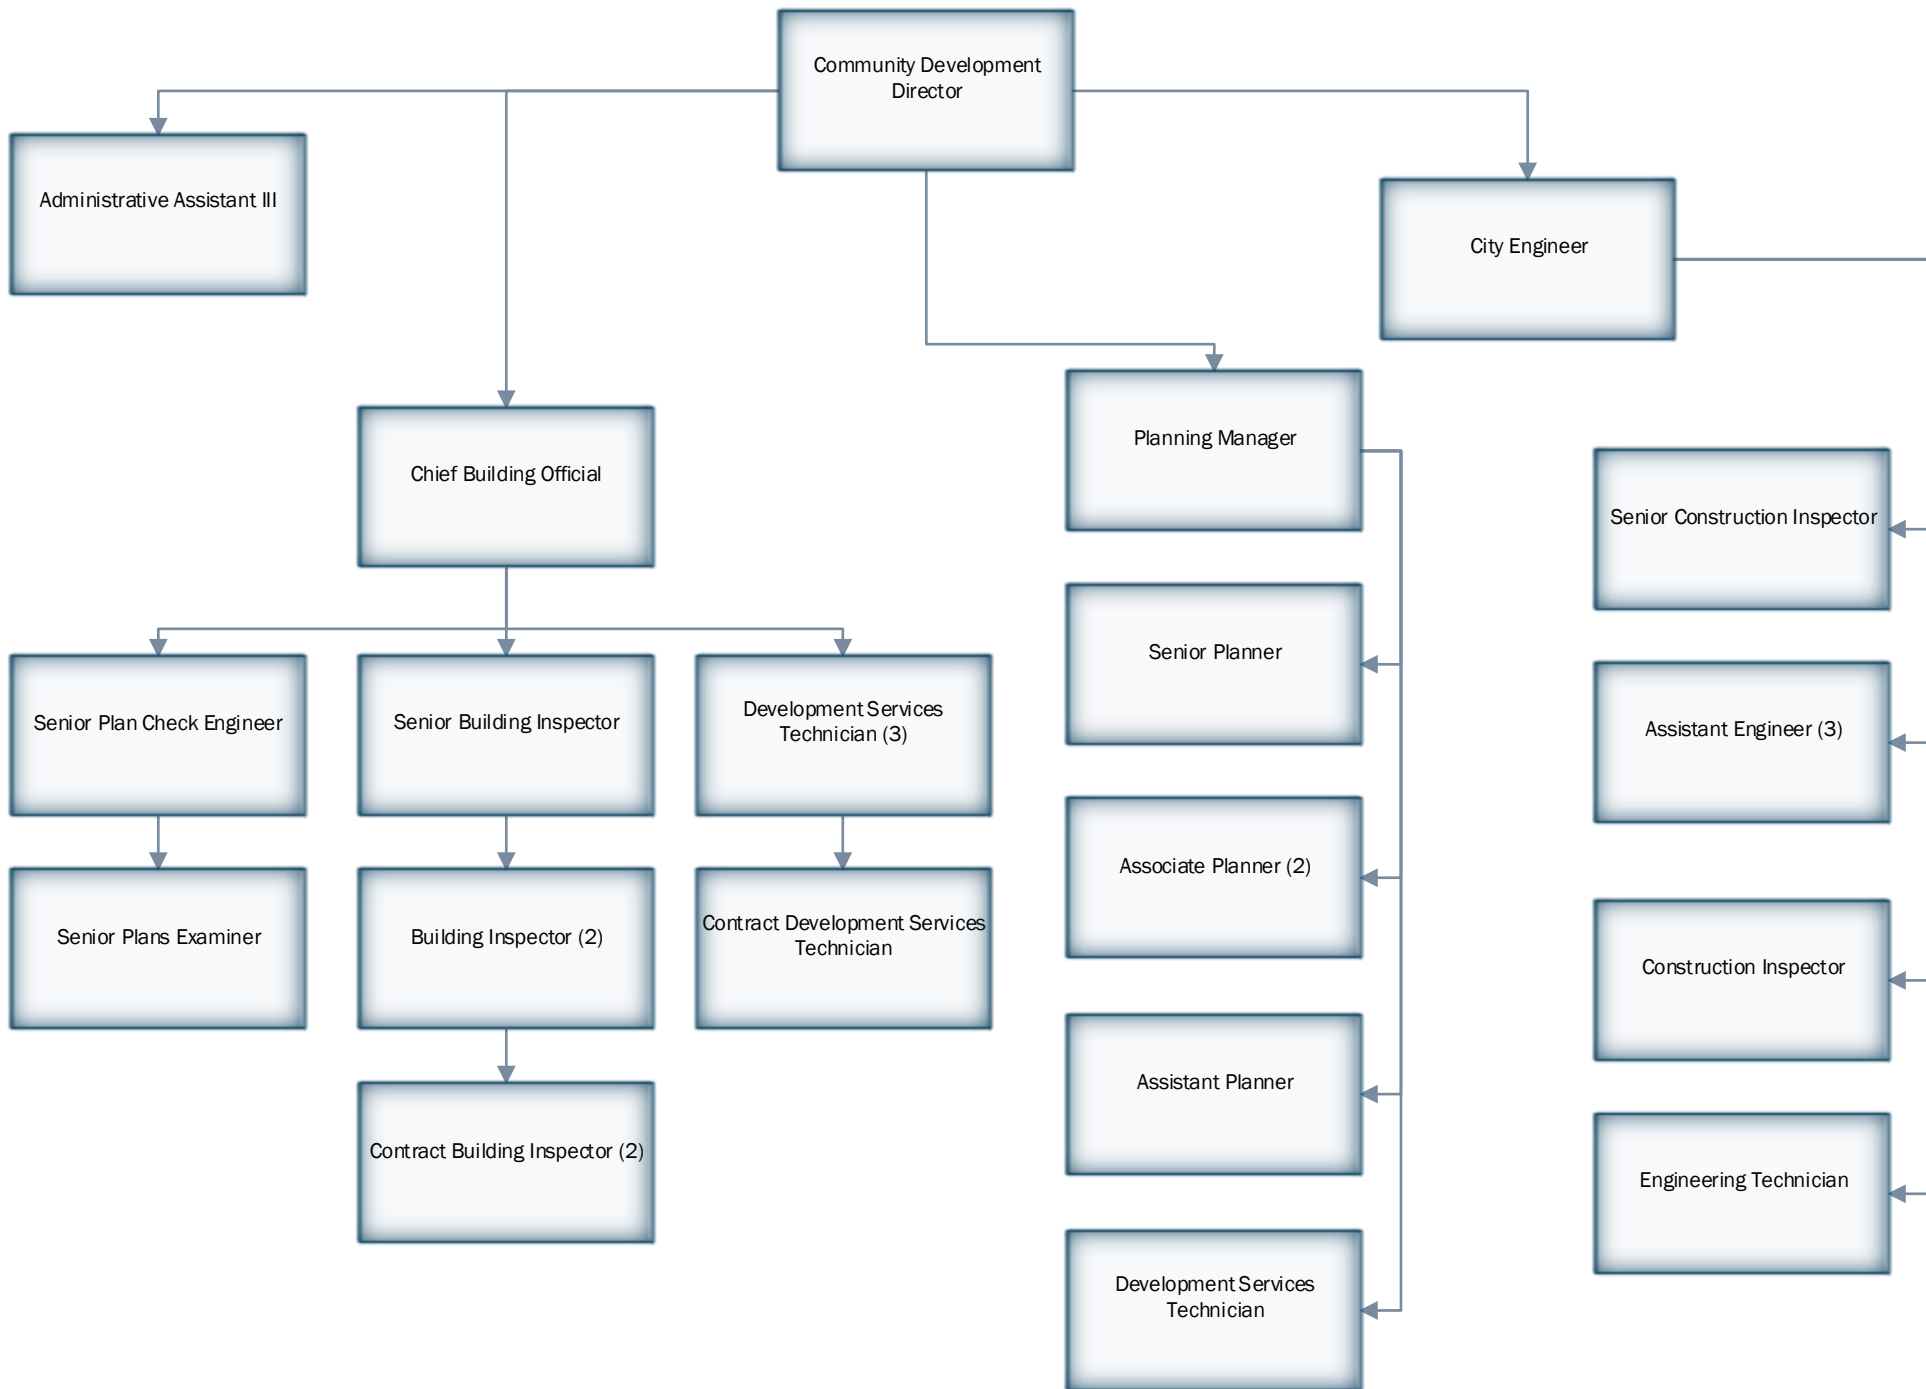 Community Development
Director
Administrative Assistant III
City Engineer
Chief Building Official
Planning Manager
Senior Construction Inspector
Senior Plan Check Engineer
Senior Building Inspector
Development Services
Technician (3)
Senior Planner
Assistant Engineer (3)
Senior Plans Examiner
Building Inspector (2)
Contract Development Services
Technician
Associate Planner (2)
Construction Inspector
Contract Building Inspector (2)
Assistant Planner
Engineering Technician
Development Services
Technician